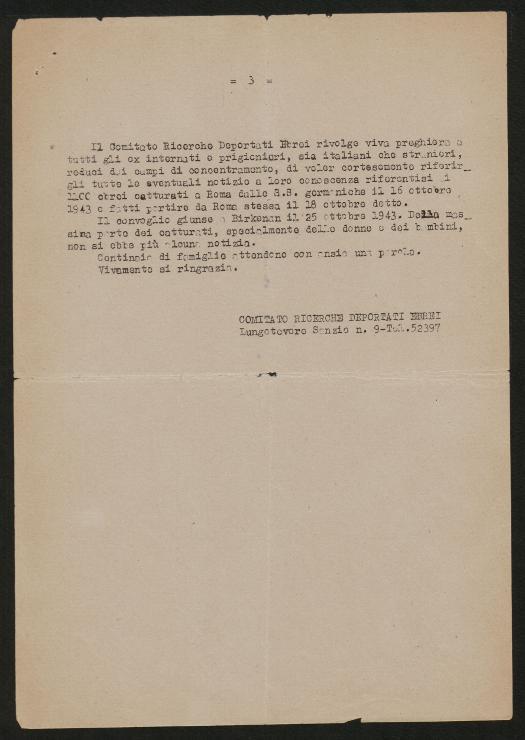 = 3 =
Il Comitato Ricerche Deportati Ebrei rivolge viva preghiera a
tutti gli ex internati e prigionieri, sia italiani che stranieri,
reduci dai campi di concentramento, di voler cortesemente riferir_
gli tutte le eventuali notizie a loro conoscenza riferentisi ai
1100 ebrei catturati a Roma dalle S.S. germaniche il 16 ottobre
1943 e fatti partire da Roma stessa il 18 ottobre detto.
Il convoglio giunse a Birkenan il 25 ottobre 1943. Della mas_
sima parte dei catturati, specialmente delle donne e dei bambini,
non si ebbe più alcuna notizia.
Centinaia di famiglie attendono con ansia una parola.
Vivamente si ringrazia.
COMITATO RICERCHE DEPORTATI EBREI
Lungotevere Sanzio n. 9-Tel.52397